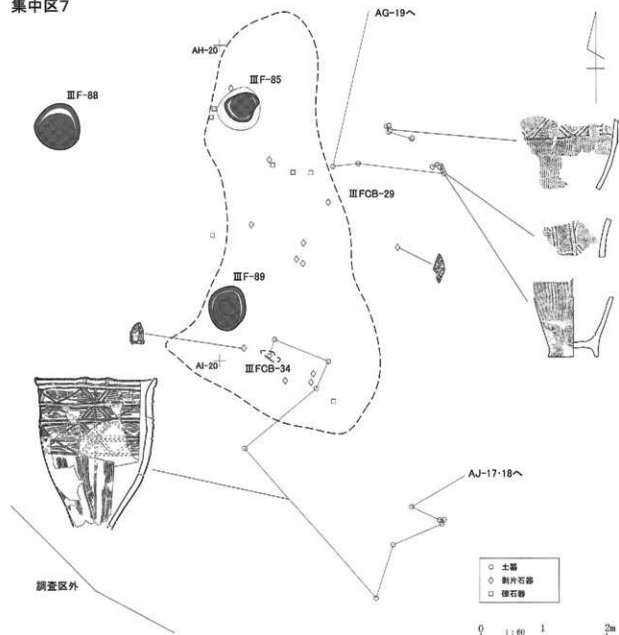 集中区7
AG-19へ
AH-20
ⅢF-85
ⅢF-88
ⅢFCB-29
ⅢF-89
AI-20
ⅢFCB-34
AJ-17・18へ
調査区外
土器
剥片石器
礫石器
0 1 2m
1:60